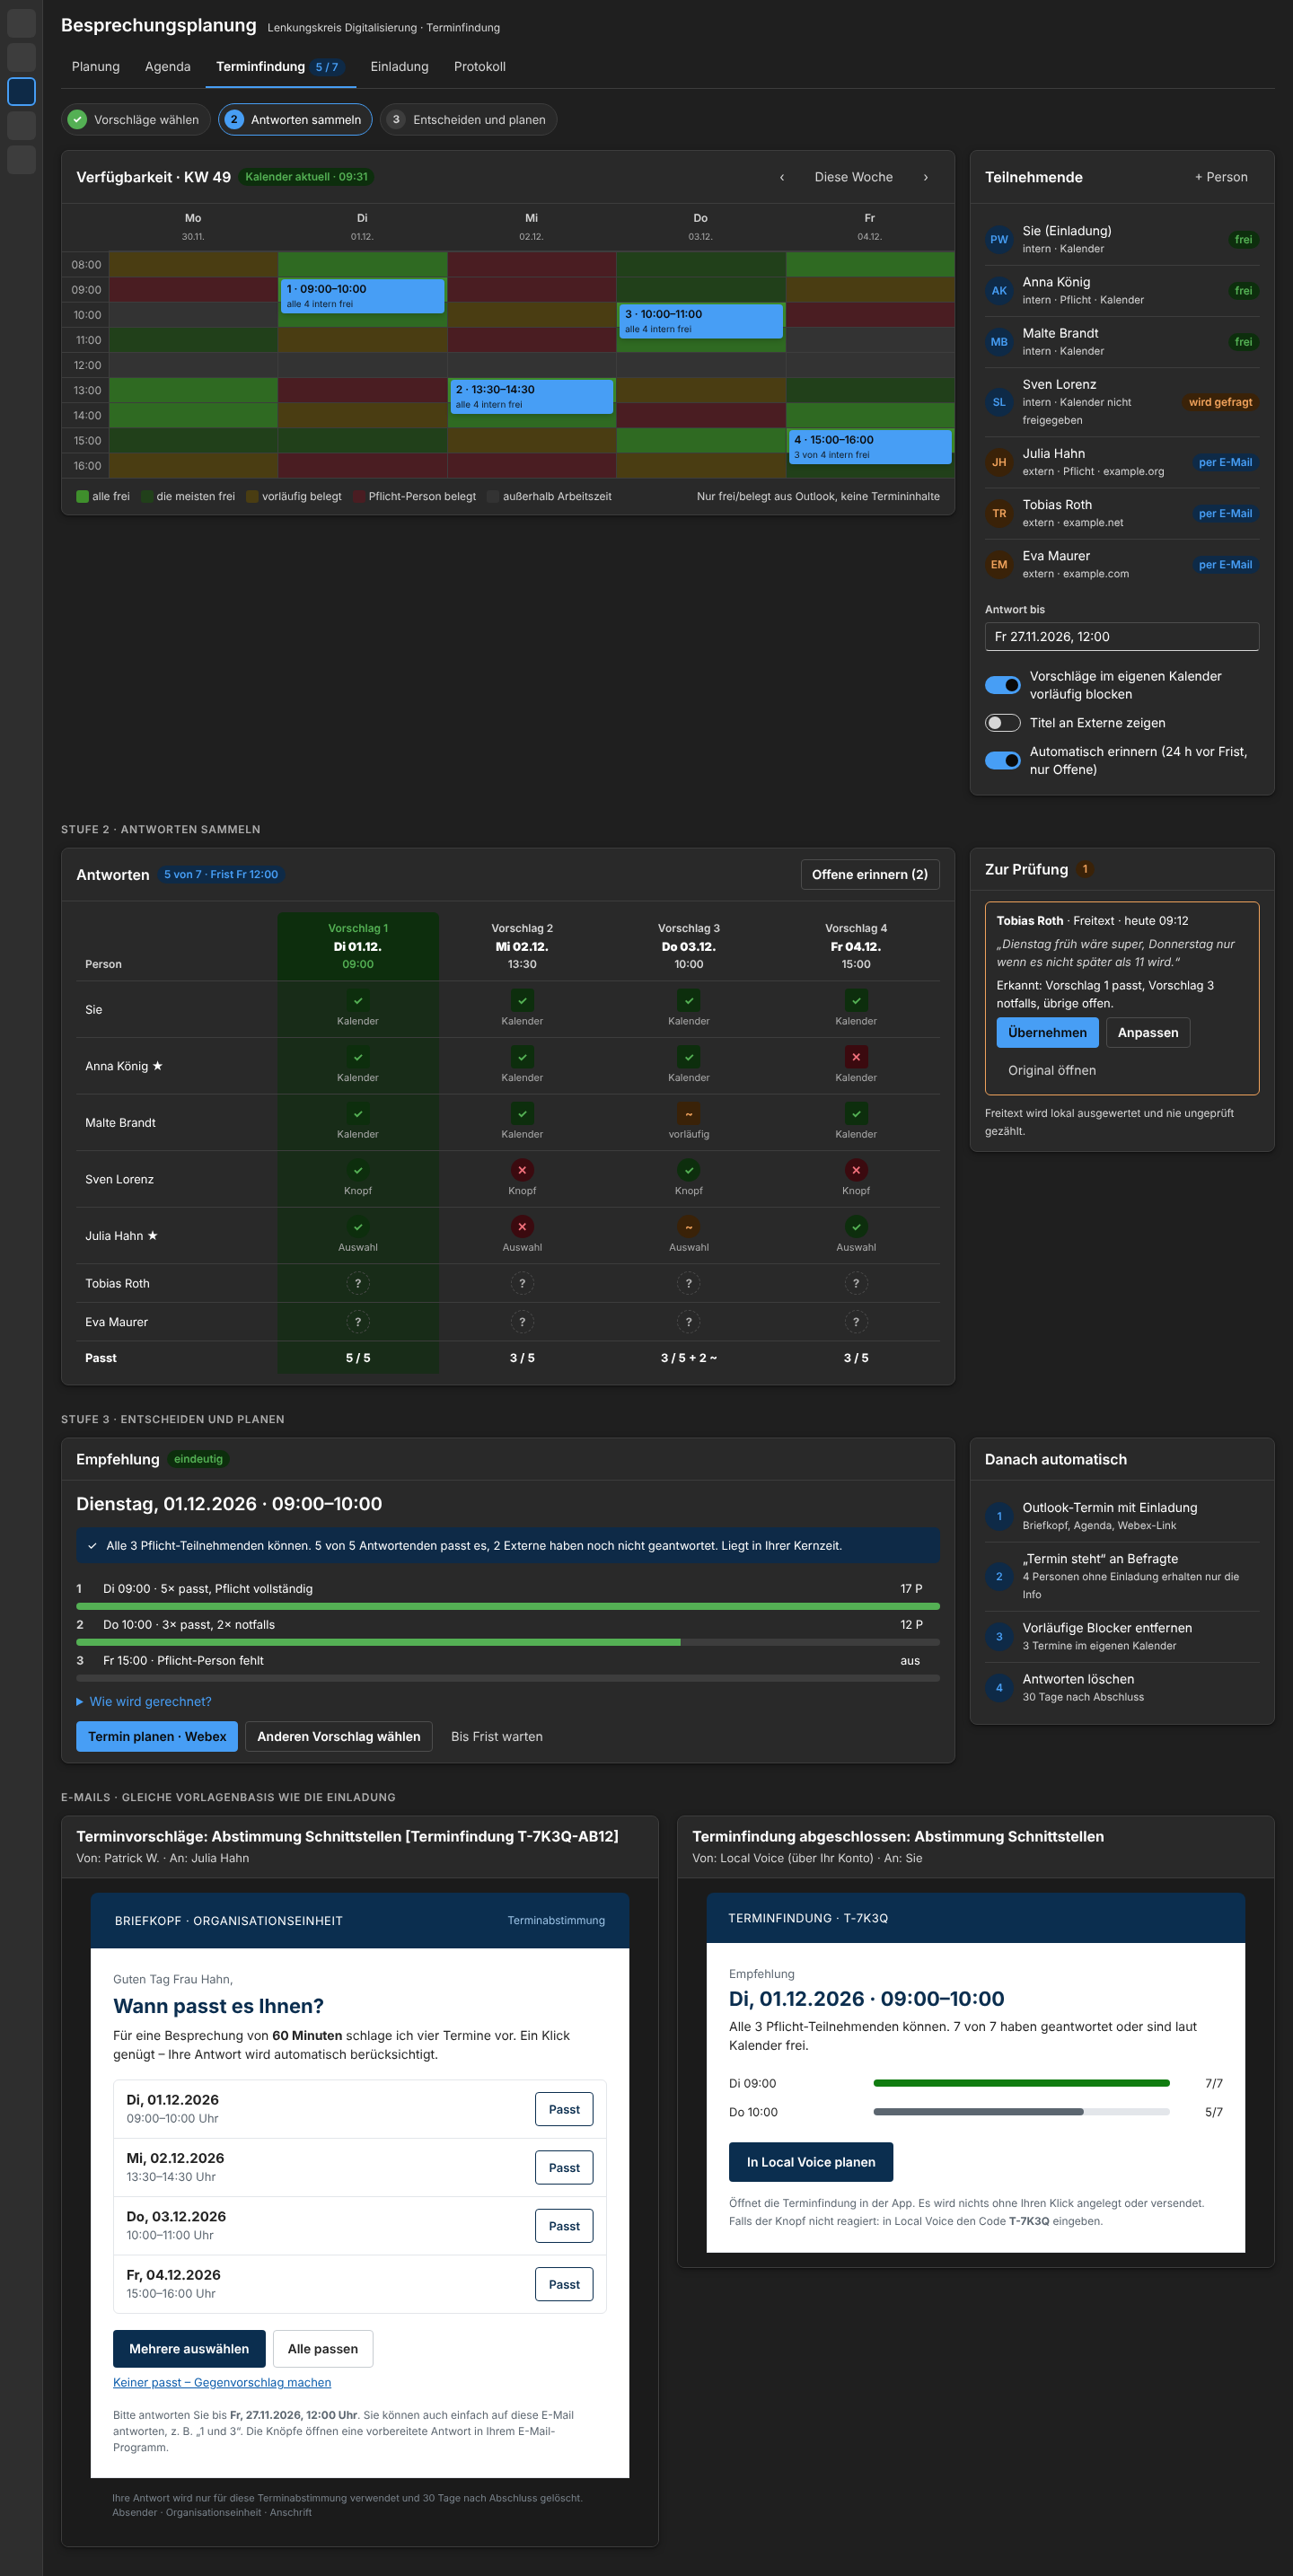 Besprechungsplanung Lenkungskreis Digitalisierung · Terminfindung
Planung Agenda Terminfindung 5 / 7 Einladung Protokoll
✓ Vorschläge wählen 2 Antworten sammeln 3 Entscheiden und planen
Verfügbarkeit · KW 49 Kalender aktuell · 09:31 ‹ Diese Woche ›
Mo Di Mi Do Fr
30.11. 01.12. 02.12. 03.12. 04.12.
08:00
09:00
1 · 09:00–10:00
alle 4 intern frei
10:00
3 · 10:00–11:00
alle 4 intern frei
11:00
12:00
13:00
2 · 13:30–14:30
alle 4 intern frei
14:00
15:00
4 · 15:00–16:00
3 von 4 intern frei
16:00
alle frei die meisten frei vorläufig belegt Pflicht-Person belegt außerhalb Arbeitszeit Nur frei/belegt aus Outlook, keine Termininhalte
Teilnehmende + Person
PW Sie (Einladung) frei
intern · Kalender
AK Anna König frei
intern · Pflicht · Kalender
MB Malte Brandt frei
intern · Kalender
SL Sven Lorenz wird gefragt
intern · Kalender nicht
freigegeben
JH Julia Hahn per E-Mail
extern · Pflicht · example.org
TR Tobias Roth per E-Mail
extern · example.net
EM Eva Maurer per E-Mail
extern · example.com
Antwort bis
Fr 27.11.2026, 12:00
Vorschläge im eigenen Kalender
vorläufig blocken
Titel an Externe zeigen
Automatisch erinnern (24 h vor Frist,
nur Offene)
STUFE 2 · ANTWORTEN SAMMELN
Antworten 5 von 7 · Frist Fr 12:00 Offene erinnern (2)
Vorschlag 1 Vorschlag 2 Vorschlag 3 Vorschlag 4
Di 01.12. Mi 02.12. Do 03.12. Fr 04.12.
Person 09:00 13:30 10:00 15:00
Sie ✓ ✓ ✓ ✓
Kalender Kalender Kalender Kalender
Anna König ★ ✓ ✓ ✓ ✕
Kalender Kalender Kalender Kalender
Malte Brandt ✓ ✓ ~ ✓
Kalender Kalender vorläufig Kalender
Sven Lorenz ✓ ✕ ✓ ✕
Knopf Knopf Knopf Knopf
Julia Hahn ★ ✓ ✕ ~ ✓
Auswahl Auswahl Auswahl Auswahl
Tobias Roth ? ? ? ?
Eva Maurer ? ? ? ?
Passt 5 / 5 3 / 5 3 / 5 + 2 ~ 3 / 5
Zur Prüfung 1
Tobias Roth · Freitext · heute 09:12
„Dienstag früh wäre super, Donnerstag nur
wenn es nicht später als 11 wird.“
Erkannt: Vorschlag 1 passt, Vorschlag 3
notfalls, übrige offen.
Übernehmen Anpassen
Original öffnen
Freitext wird lokal ausgewertet und nie ungeprüft
gezählt.
STUFE 3 · ENTSCHEIDEN UND PLANEN
Empfehlung eindeutig
Dienstag, 01.12.2026 · 09:00–10:00
✓ Alle 3 Pflicht-Teilnehmenden können. 5 von 5 Antwortenden passt es, 2 Externe haben noch nicht geantwortet. Liegt in Ihrer Kernzeit.
1 Di 09:00 · 5× passt, Pflicht vollständig 17 P
2 Do 10:00 · 3× passt, 2× notfalls 12 P
3 Fr 15:00 · Pflicht-Person fehlt aus
▶ Wie wird gerechnet?
Termin planen · Webex Anderen Vorschlag wählen Bis Frist warten
Danach automatisch
1 Outlook-Termin mit Einladung
Briefkopf, Agenda, Webex-Link
2 „Termin steht“ an Befragte
4 Personen ohne Einladung erhalten nur die
Info
3 Vorläufige Blocker entfernen
3 Termine im eigenen Kalender
4 Antworten löschen
30 Tage nach Abschluss
E-MAILS · GLEICHE VORLAGENBASIS WIE DIE EINLADUNG
Terminvorschläge: Abstimmung Schnittstellen [Terminfindung T-7K3Q-AB12]
Von: Patrick W. · An: Julia Hahn
BRIEFKOPF · ORGANISATIONSEINHEIT Terminabstimmung
Guten Tag Frau Hahn,
Wann passt es Ihnen?
Für eine Besprechung von 60 Minuten schlage ich vier Termine vor. Ein Klick
genügt – Ihre Antwort wird automatisch berücksichtigt.
Di, 01.12.2026
09:00–10:00 Uhr
Passt
Mi, 02.12.2026
13:30–14:30 Uhr
Passt
Do, 03.12.2026
10:00–11:00 Uhr
Passt
Fr, 04.12.2026
15:00–16:00 Uhr
Passt
Mehrere auswählen Alle passen
Keiner passt – Gegenvorschlag machen
Bitte antworten Sie bis Fr, 27.11.2026, 12:00 Uhr. Sie können auch einfach auf diese E-Mail
antworten, z. B. „1 und 3“. Die Knöpfe öffnen eine vorbereitete Antwort in Ihrem E-Mail-
Programm.
Ihre Antwort wird nur für diese Terminabstimmung verwendet und 30 Tage nach Abschluss gelöscht.
Absender · Organisationseinheit · Anschrift
Terminfindung abgeschlossen: Abstimmung Schnittstellen
Von: Local Voice (über Ihr Konto) · An: Sie
TERMINFINDUNG · T-7K3Q
Empfehlung
Di, 01.12.2026 · 09:00–10:00
Alle 3 Pflicht-Teilnehmenden können. 7 von 7 haben geantwortet oder sind laut
Kalender frei.
Di 09:00 7/7
Do 10:00 5/7
In Local Voice planen
Öffnet die Terminfindung in der App. Es wird nichts ohne Ihren Klick angelegt oder versendet.
Falls der Knopf nicht reagiert: in Local Voice den Code T-7K3Q eingeben.